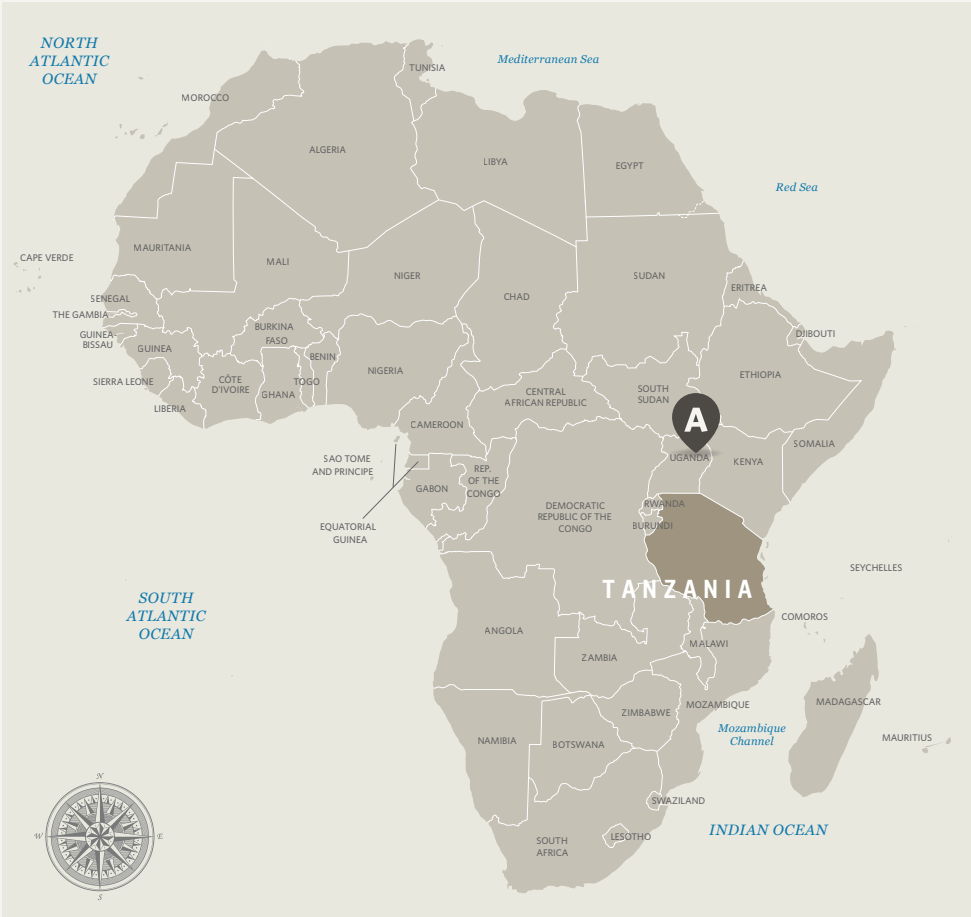 NORTH
ATLANTIC
OCEAN
Mediterranean Sea
TUNISIA
MOROCCO
ALGERIA
LIBYA
EGYPT
Red Sea
MAURITANIA
CAPE VERDE
MALI
NIGER
CHAD
SUDAN
ERITREA
SENEGAL
THE GAMBIA
GUINEA-
BISSAU
GUINEA
BURKINA
FASO
BENIN
DJIBOUTI
SIERRA LEONE
CÔTE
D'IVOIRE
GHANA
TOGO
NIGERIA
ETHIOPIA
LIBERIA
CENTRAL
AFRICAN REPUBLIC
SOUTH
SUDAN
A
CAMEROON
SOMALIA
SAO TOME
AND PRINCIPE
UGANDA
KENYA
REP.
OF THE
CONGO
GABON
RWANDA
DEMOCRATIC
REPUBLIC OF THE
CONGO
BURUNDI
EQUATORIAL
GUINEA
SEYCHELLES
TANZANIA
SOUTH
ATLANTIC
OCEAN
COMOROS
ANGOLA
MALAWI
ZAMBIA
MOZAMBIQUE
MADAGASCAR
ZIMBABWE
Mozambique
Channel
NAMIBIA
BOTSWANA
MAURITIUS
SWAZILAND
INDIAN OCEAN
LESOTHO
SOUTH
AFRICA
N
W
E
S